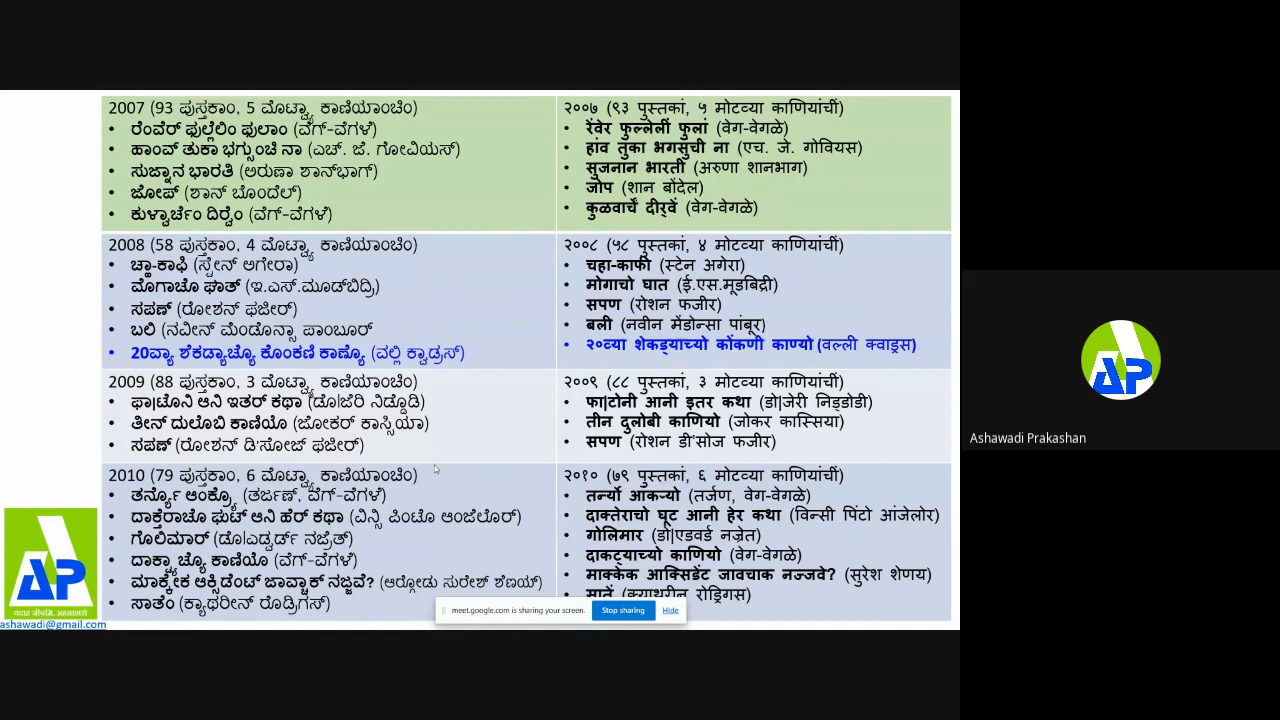 2007 (93 ಪುಸ್ತಕಾಂ, 5 ಮೊಟ್ವ್ಯಾ ಕಾಣಿಯಾಂಚಿಂ)
• ರೆಂವೆರ್ ಫುಲ್ಲೆಲಿಂ ಫುಲಾಂ (ವೆಗ್-ವೆಗಳೆ)
• ಹಾಂವ್ ತುಕಾ ಭಗ್ಸುಂಚಿ ನಾ (ಎಚ್. ಜೆ. ಗೋವಿಯಸ್)
• ಸುಜ್ನಾನ ಭಾರತಿ (ಅರುಣಾ ಶಾನ್‌ಭಾಗ್)
• ಜೋಪ್ (ಶಾನ್ ಬೊಂದೆಲ್)
• ಕುಳ್ವಾರ್ಚೆಂ ದಿರ್‍ವೆಂ (ವೆಗ್-ವೆಗಳೆ)
२००७ (९३ पुस्तकां, ५ मोटव्या काणियांचीं)
• रेंवेर फुल्लेलीं फुलां (वेग-वेगळे)
• हांव तुका भगसुची ना (एच. जे. गोवियस)
• सुजनान भारती (अरुणा शानभाग)
• जोप (शान बोंदेल)
• कुळवार्चें दीर्‍वें (वेग-वेगळे)
2008 (58 ಪುಸ್ತಕಾಂ, 4 ಮೊಟ್ವ್ಯಾ ಕಾಣಿಯಾಂಚಿಂ)
• ಚ್ಹಾ-ಕಾಫಿ (ಸ್ಟೇನ್ ಅಗೇರಾ)
• ಮೊಗಾಚೊ ಘಾತ್ (ಇ.ಎಸ್.ಮೂಡ್‌ಬಿದ್ರಿ)
• ಸಪಣ್ (ರೋಶನ್ ಫಜೀರ್)
• ಬಲಿ (ನವೀನ್ ಮೆಂಡೊನ್ಸಾ ಪಾಂಬೂರ್
• 20ವ್ಯಾ ಶೆಕಡ್ಯಾಚ್ಯೊ ಕೊಂಕಣಿ ಕಾಣ್ಯೊ (ವಲ್ಲಿ ಕ್ವಾಡ್ರಸ್)
२००८ (५८ पुस्तकां, ४ मोटव्या काणियांचीं)
• चहा-काफी (स्टेन अगेरा)
• मोगाचो घात (ई.एस.मूडबिद्री)
• सपण (रोशन फजीर)
• बली (नवीन मेंडोन्सा पांबूर)
• २०व्या शेकड्याच्यो कोंकणी काण्यो (वल्ली क्वाड्रस)
2009 (88 ಪುಸ್ತಕಾಂ, 3 ಮೊಟ್ವ್ಯಾ ಕಾಣಿಯಾಂಚಿಂ)
• ಫಾ|ಟೊನಿ ಆನಿ ಇತರ್ ಕಥಾ (ಡೊ|ಜೆರಿ ನಿಡ್ಡೊಡಿ)
• ತೀನ್ ದುಲೊಬಿ ಕಾಣಿಯೊ (ಜೋಕರ್ ಕಾಸ್ಸಿಯಾ)
• ಸಪಣ್ (ರೋಶನ್ ಡಿ'ಸೋಜ್ ಫಜೀರ್)
२००९ (८८ पुस्तकां, ३ मोटव्या काणियांचीं)
• फा|टोनी आनी इतर कथा (डो|जेरी निड्डोडी)
• तीन दुलोबी काणियो (जोकर कास्सिया)
• सपण (रोशन डी'सोज फजीर)
2010 (79 ಪುಸ್ತಕಾಂ, 6 ಮೊಟ್ವ್ಯಾ ಕಾಣಿಯಾಂಚಿಂ)
• ತರ್ನ್ಯೊ ಆಂಕ್ರ್ಯೊ (ತರ್ಜಣ್, ವೆಗ್-ವೆಗಳೆ)
• ದಾಕ್ತೆರಾಚೊ ಘುಟ್ ಆನಿ ಹೆರ್ ಕಥಾ (ವಿನ್ಸಿ ಪಿಂಟೊ ಆಂಜೆಲೊರ್)
• ಗೊಲಿಮಾರ್ (ಡೊ|ಎಡ್ವರ್ಡ್ ನಜ್ರೆತ್)
• ದಾಕ್ಟ್ಯಾಚ್ಯೊ ಕಾಣಿಯೊ (ವೆಗ್-ವೆಗಳೆ)
• ಮಾಕ್ಕೇಕ ಆಕ್ಸಿಡೆಂಟ್ ಜಾವ್ಚಾಕ್ ನಜ್ಜವೆ? (ಆರ್‍ಗೋಡು ಸುರೇಶ್ ಶೆಣಯ್)
• ಸಾತೆಂ (ಕ್ಯಾಥರೀನ್ ರೊಡ್ರಿಗಸ್)
२०१० (७९ पुस्तकां, ६ मोटव्या काणियांचीं)
• तर्न्यो आकऱ्यो (तर्जण, वेग-वेगळे)
• दाक्तेराचो घूट आनी हेर कथा (विन्सी पिंटो आंजेलोर)
• गोलिमार (डो|एडवर्ड नज्रेत)
• दाकट्याच्यो काणियो (वेग-वेगळे)
• माक्केक आक्सिडेंट जावचाक नज्जवे? (सुरेश शेणय)
• सातें (क्याथरीन रोड्रिगस)
meet.google.com is sharing your screen. Stop sharing Hide
AP
ashawadi@gmail.com
AP
Ashawadi Prakashan